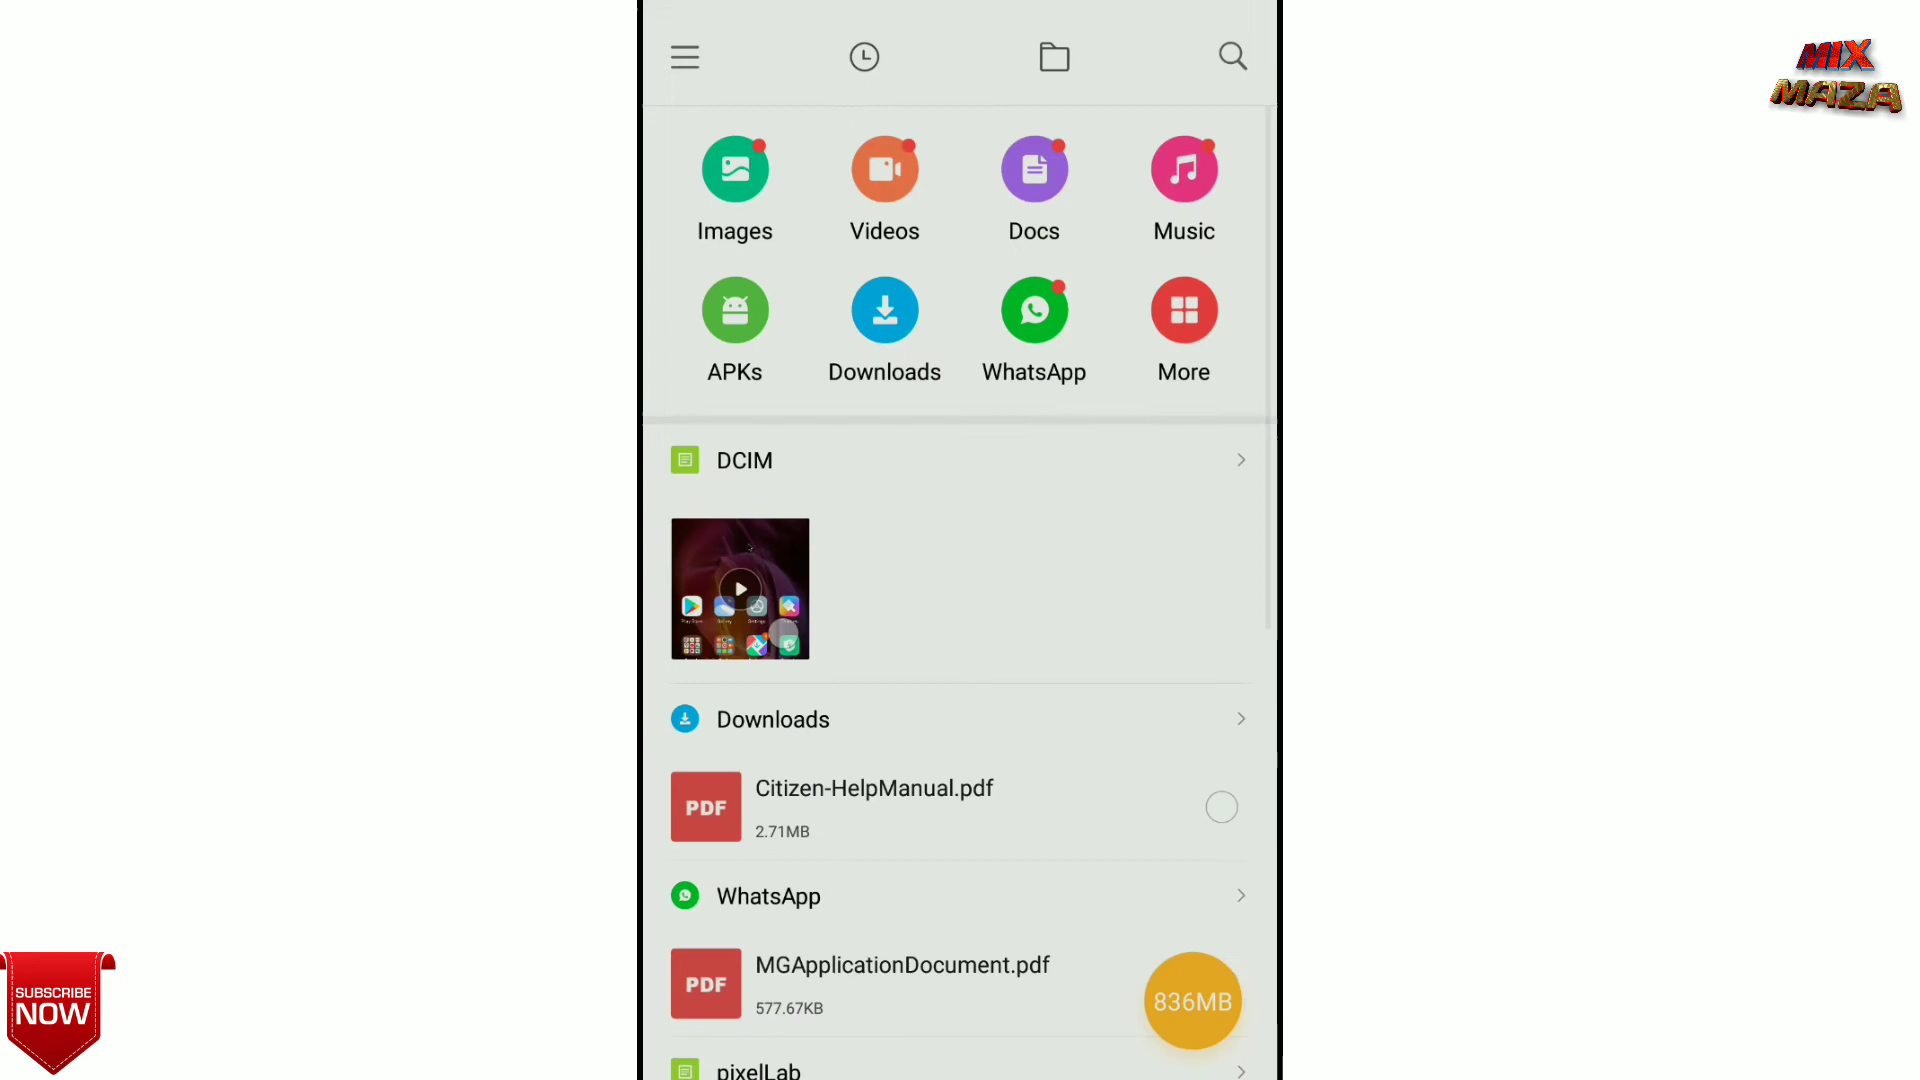 MIX
MAZA
Images
Videos
Docs
Music
APKs
Downloads
WhatsApp
More
DCIM
Downloads
PDF
Citizen-HelpManual.pdf
2.71MB
WhatsApp
PDF
MGApplicationDocument.pdf
577.67KB
836MB
pixelLab
SUBSCRIBE
NOW